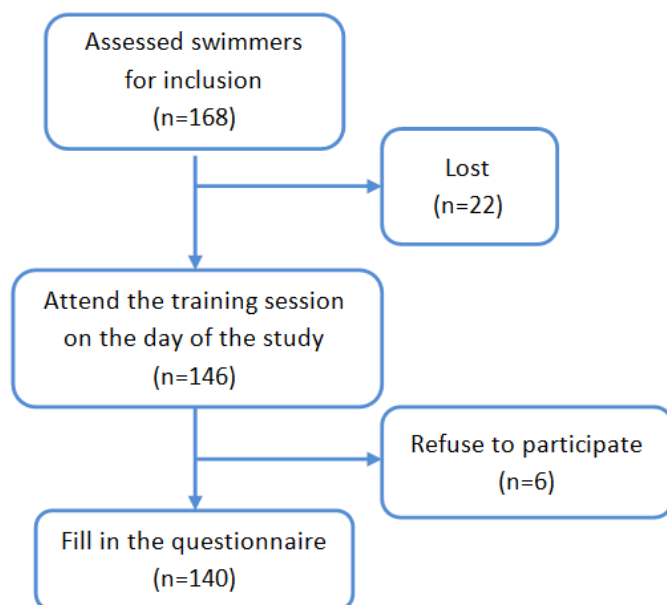 Assessed swimmers
for inclusion
(n=168)
Lost
(n=22)
Attend the training session
on the day of the study
(n=146)
Refuse to participate
(n=6)
Fill in the questionnaire
(n=140)